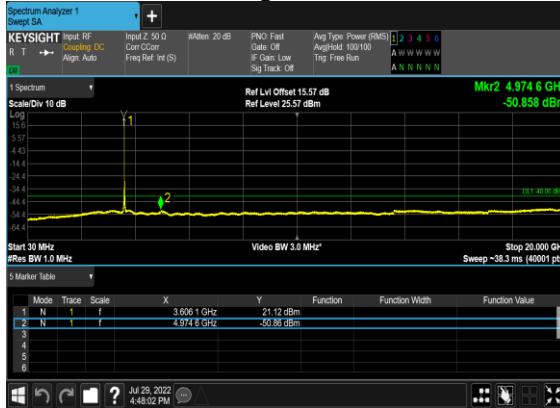 Spectrum Analyzer 1
Swept SA
+
KEYSIGHT Input: RF Input Z: 50 Ω #Atten: 20 dB PNO: Fast Avg Type: Power (RMS) 1 2 3 4 5 6
R T Coupling: DC Corr CCorr Gate: Off Avg|Hold: 100/100 A W W W W W
Align: Auto Freq Ref: Int (S) IF Gain: Low Trig: Free Run
Sig Track: Off A N N N N N
1 Spectrum Ref Lvl Offset 15.57 dB Mkr2 4.974 6 GH
Scale/Div 10 dB Ref Level 25.57 dBm -50.858 dB
Log
15.6
5.57
-4.43
-14.4
-24.4
-34.4
-44.4
-54.4
-64.4
1
2
DL1 -40.00 dB
Start 30 MHz Video BW 3.0 MHz* Stop 20.000 GH
#Res BW 1.0 MHz Sweep ~38.3 ms (40001 pt
5 Marker Table
Mode Trace Scale X Y Function Function Width Function Value
1 N 1 f 3.606 1 GHz 21.12 dBm
2 N 1 f 4.974 6 GHz -50.86 dBm
3
4
5
6
? Jul 29, 2022
4:48:02 PM